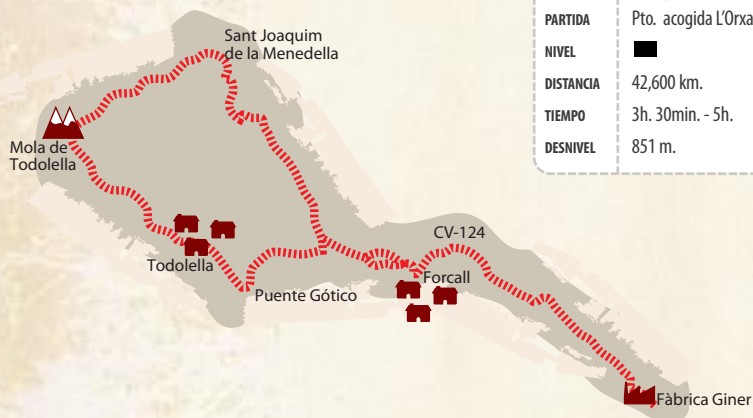 PARTIDA Pto. acogida L'Orxa
NIVEL
DISTANCIA 42,600 km.
TIEMPO 3h. 30min. - 5h.
DESNIVEL 851 m.
Sant Joaquim
de la Menedella
Mola de
Todolella
CV-124
Todolella
Forcall
Puente Gótico
Fàbrica Giner